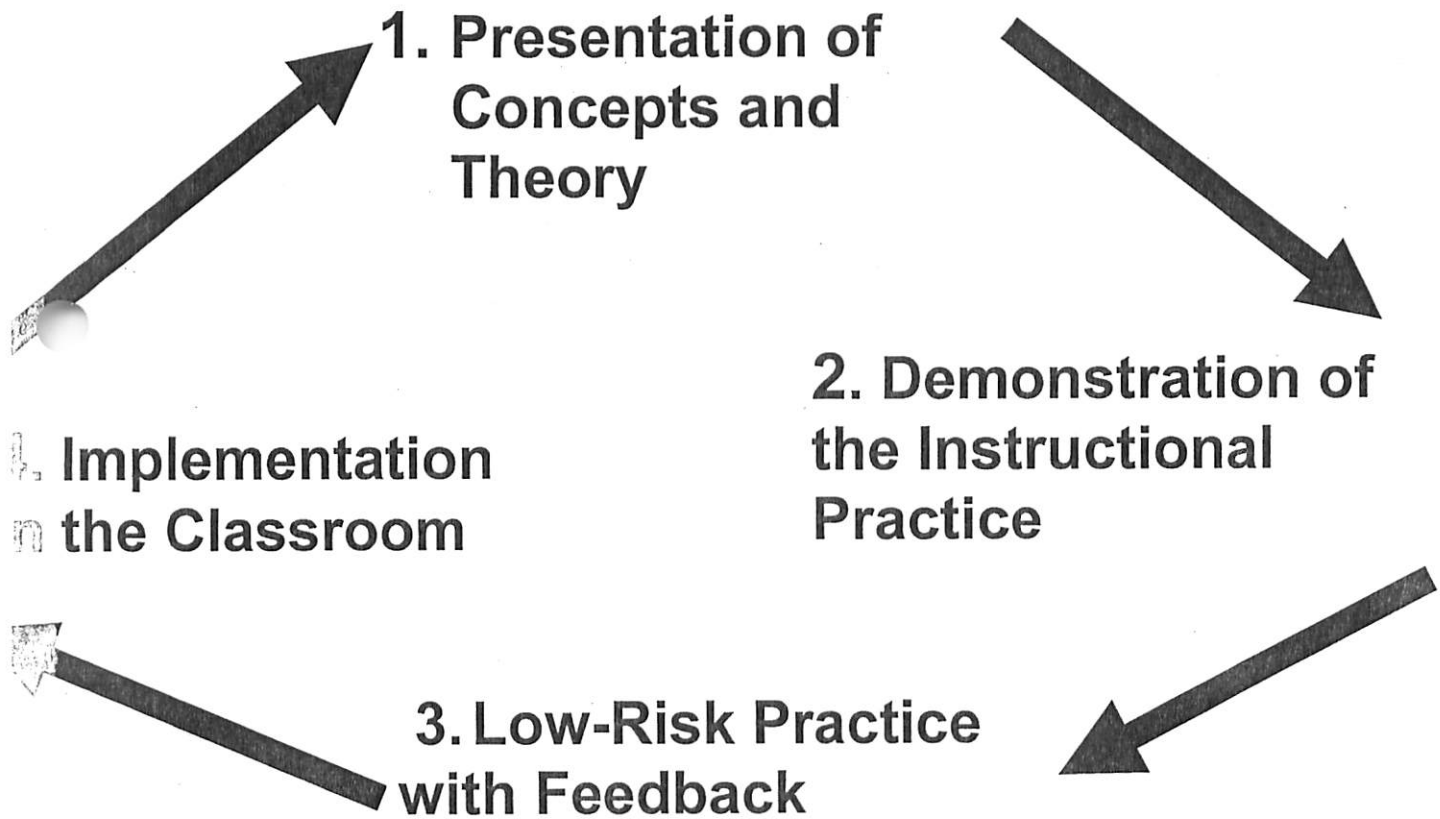 1. Presentation of
Concepts and
Theory
2. Demonstration of
the Instructional
Practice
3. Low-Risk Practice
with Feedback
Implementation
the Classroom